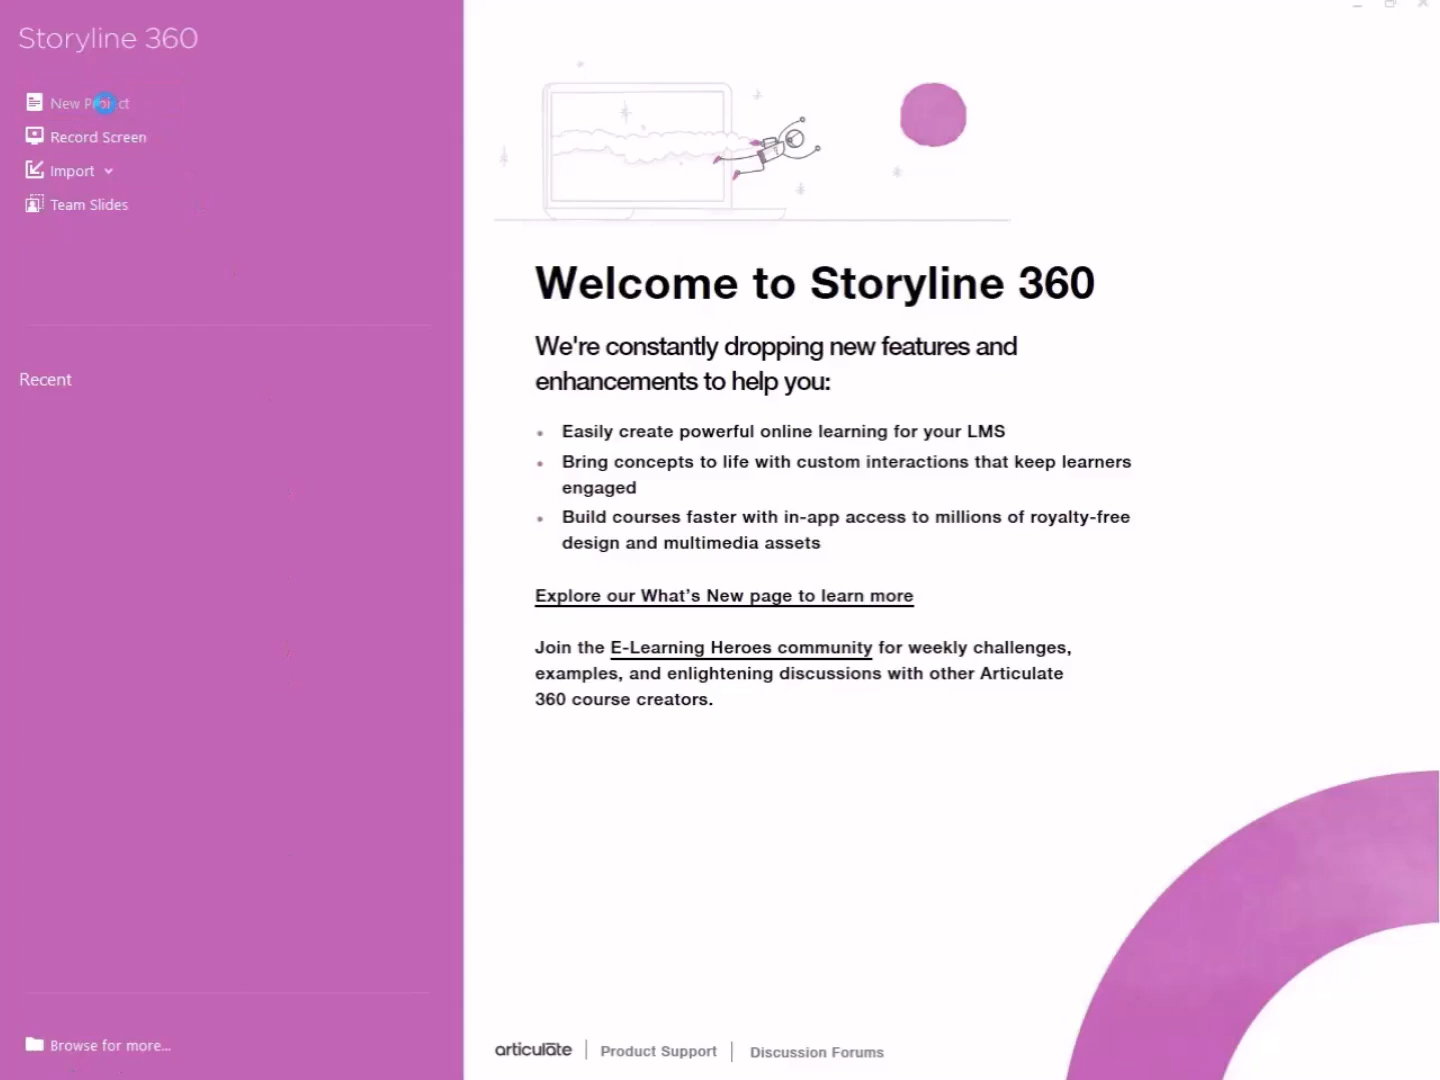 Storyline 360
New Project
Record Screen
Import
Team Slides
Recent
Browse for more...
Welcome to Storyline 360
We're constantly dropping new features and
enhancements to help you:
Easily create powerful online learning for your LMS
Bring concepts to life with custom interactions that keep learners
engaged
Build courses faster with in-app access to millions of royalty-free
design and multimedia assets
Explore our What’s New page to learn more
Join the E-Learning Heroes community for weekly challenges,
examples, and enlightening discussions with other Articulate
360 course creators.
articulate | Product Support | Discussion Forums